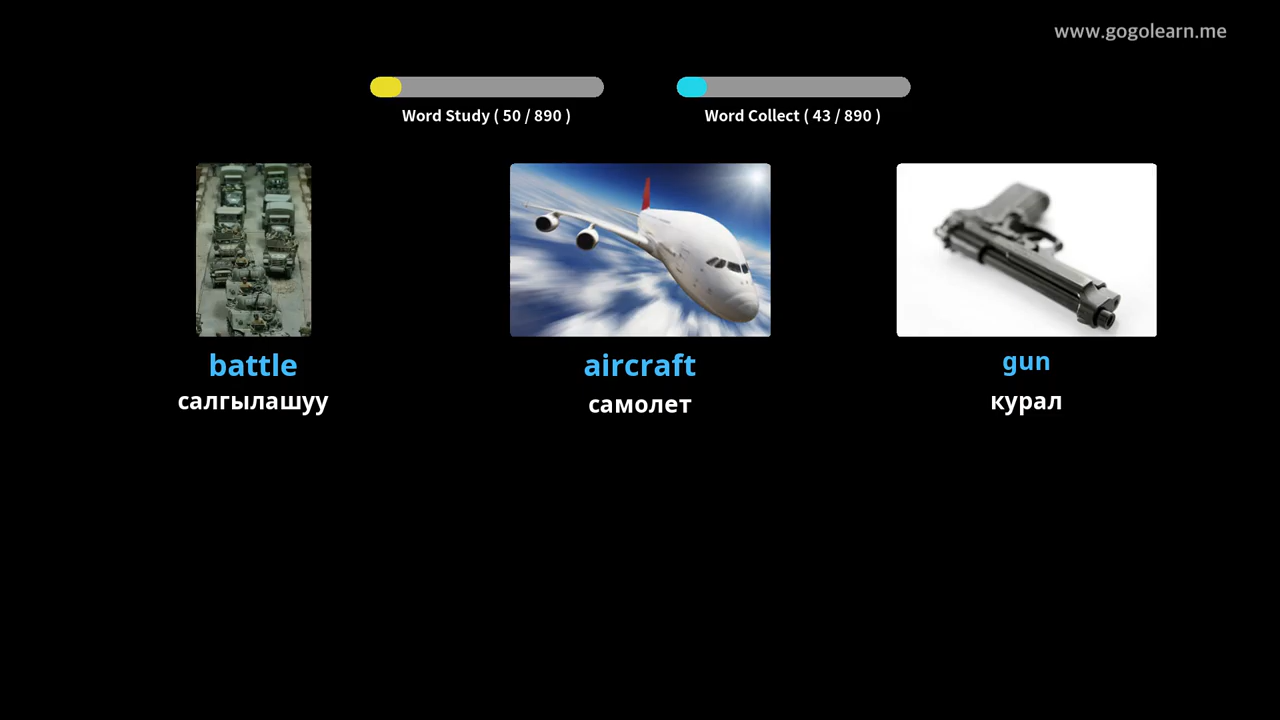 www.gogolearn.me
Word Study ( 50 / 890 )
Word Collect ( 43 / 890 )
battle
салгылашуу
aircraft
самолет
gun
курал